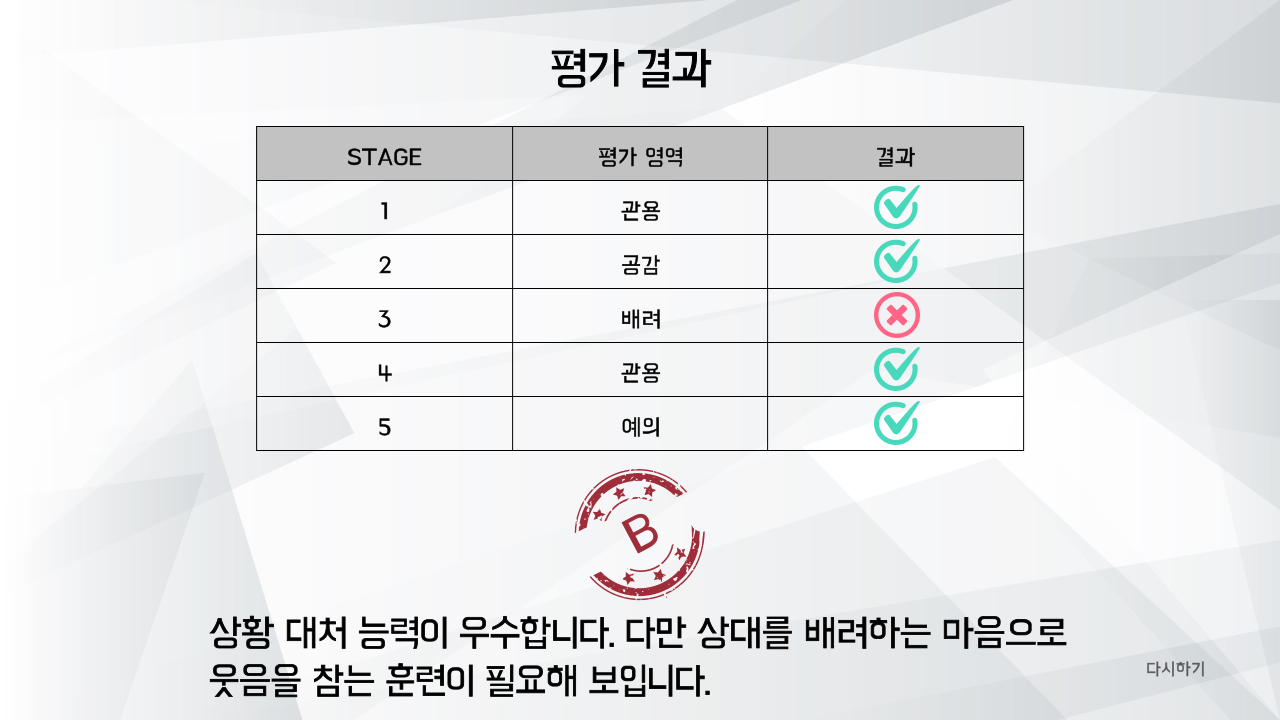 평가 결과
STAGE 평가 영역 결과
1 관용
2 공감
3 배려
4 관용
5 예의
B
상황 대처 능력이 우수합니다. 다만 상대를 배려하는 마음으로
웃음을 참는 훈련이 필요해 보입니다.
다시하기